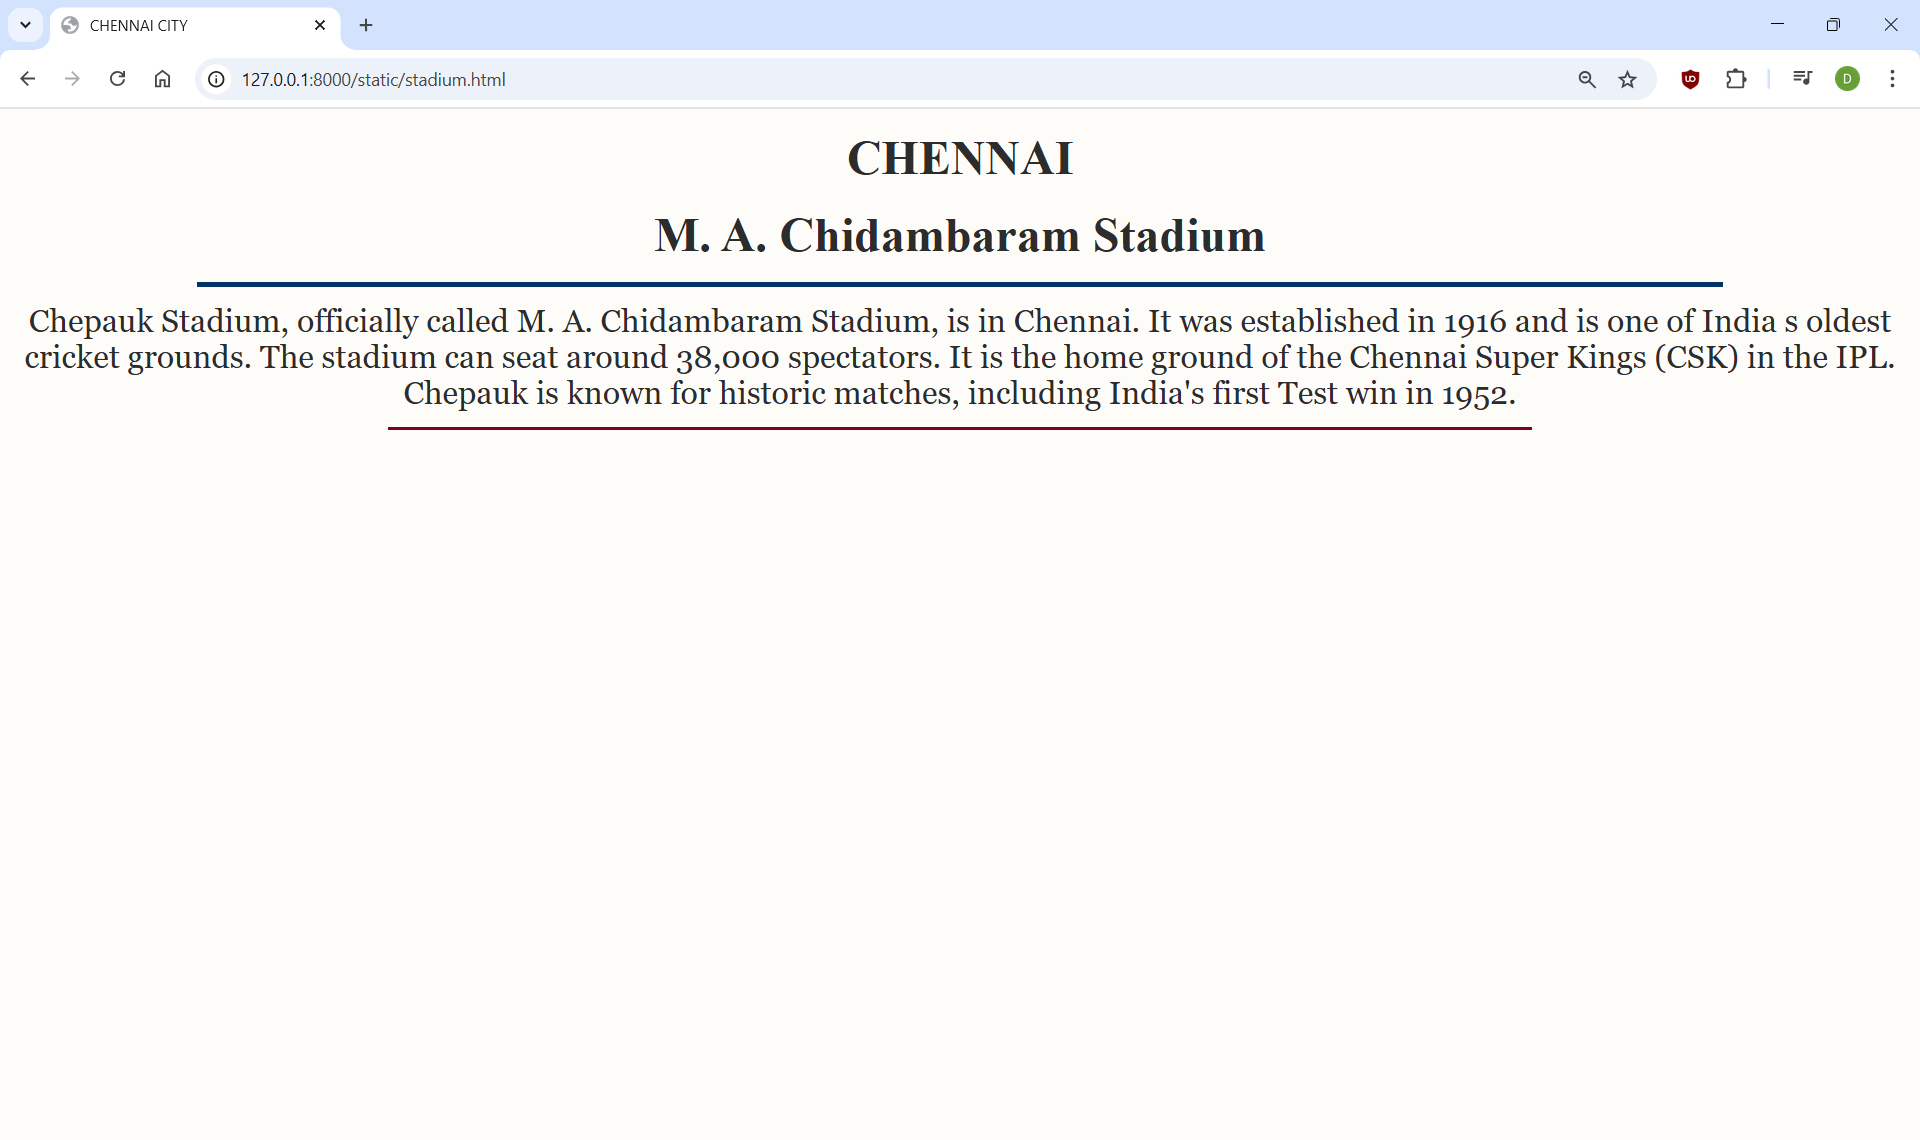 CHENNAI CITY
127.0.0.1:8000/static/stadium.html
D
CHENNAI
M. A. Chidambaram Stadium
Chepauk Stadium, officially called M. A. Chidambaram Stadium, is in Chennai. It was established in 1916 and is one of India s oldest
cricket grounds. The stadium can seat around 38,000 spectators. It is the home ground of the Chennai Super Kings (CSK) in the IPL.
Chepauk is known for historic matches, including India's first Test win in 1952.